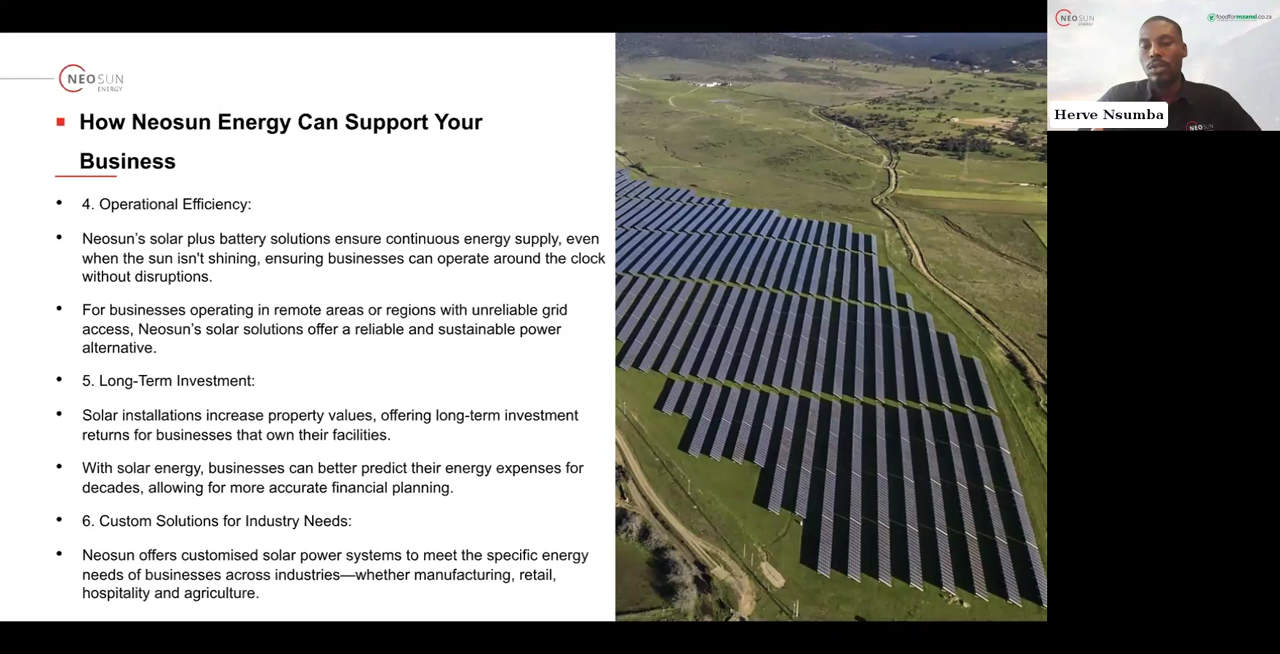 NEOSUN
ENERGY
How Neosun Energy Can Support Your
Business
• 4. Operational Efficiency:
• Neosun’s solar plus battery solutions ensure continuous energy supply, even
when the sun isn't shining, ensuring businesses can operate around the clock
without disruptions.
• For businesses operating in remote areas or regions with unreliable grid
access, Neosun’s solar solutions offer a reliable and sustainable power
alternative.
• 5. Long-Term Investment:
• Solar installations increase property values, offering long-term investment
returns for businesses that own their facilities.
• With solar energy, businesses can better predict their energy expenses for
decades, allowing for more accurate financial planning.
• 6. Custom Solutions for Industry Needs:
• Neosun offers customised solar power systems to meet the specific energy
needs of businesses across industries—whether manufacturing, retail,
hospitality and agriculture.
NEOSUN
ENERGY
foodformzansi.co.za
Herve Nsumba
NEOSUN